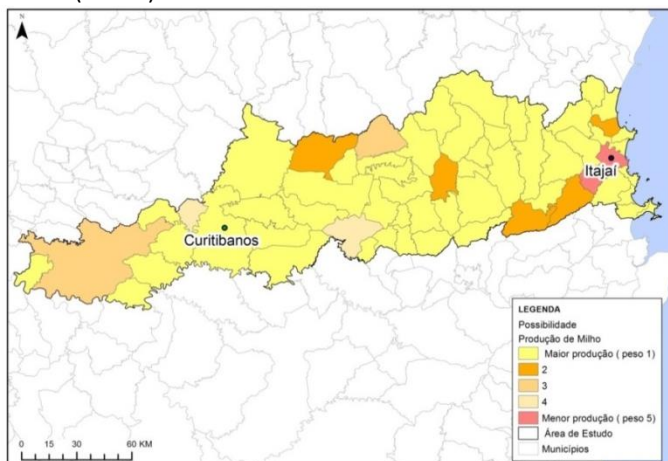 N
Itajaí
Curitibanos
LEGENDA
Possibilidade
Produção de Milho
Maior produção ( peso 1)
2
3
4
Menor produção ( peso 5)
Área de Estudo
Municípios
0 15 30 60 KM